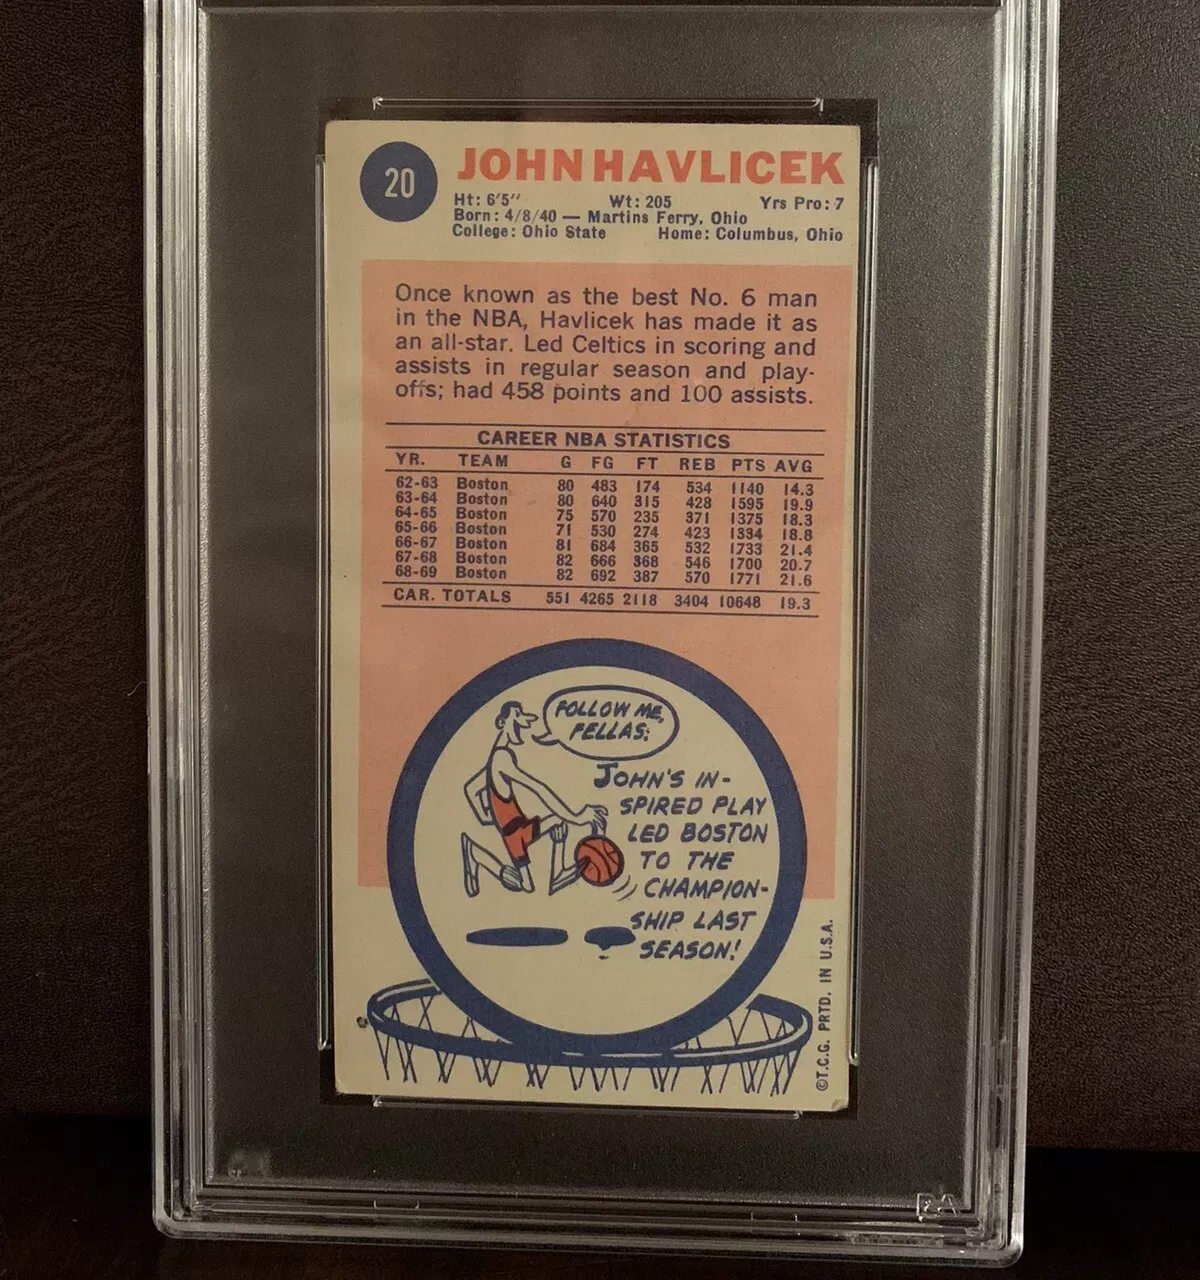 20
JOHN HAVLICEK
Ht: 6'5" Wt: 205 Yrs Pro: 7
Born: 4/8/40 — Martins Ferry, Ohio
College: Ohio State Home: Columbus, Ohio
Once known as the best No. 6 man
in the NBA, Havlicek has made it as
an all-star. Led Celtics in scoring and
assists in regular season and play-
offs; had 458 points and 100 assists.
CAREER NBA STATISTICS
YR. TEAM G FG FT REB PTS AVG
62-63 Boston 80 483 174 534 1140 14.3
63-64 Boston 80 640 315 428 1595 19.9
64-65 Boston 75 570 235 371 1375 18.3
65-66 Boston 71 530 274 423 1334 18.8
66-67 Boston 81 684 365 532 1733 21.4
67-68 Boston 82 666 368 546 1700 20.7
68-69 Boston 82 692 387 570 1771 21.6
CAR. TOTALS 551 4265 2118 3404 10648 19.3
FOLLOW ME,
FELLAS:
JOHN'S IN-
SPIRED PLAY
LED BOSTON
TO THE
CHAMPION-
SHIP LAST
SEASON!
©T.C.G. PRTD. IN U.S.A.